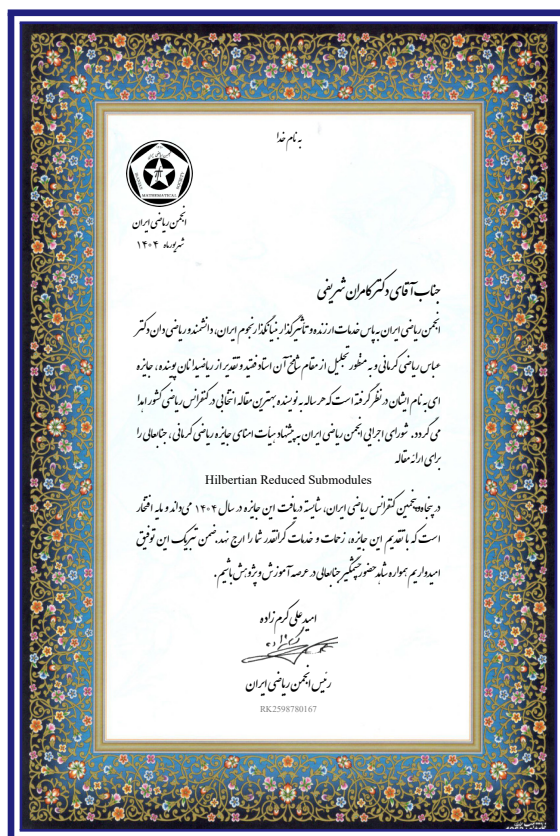 به نام خدا
MATHEMATICAL
انجمن ریاضی ایران
شهریورماه ۱۴۰۴
جناب آقای دکتر کامران شریفی
انجمن ریاضی ایران به پاس خدمات ارزنده و تأثیرگذار بنیانگذار نجوم ایران، دانشمند و ریاضی دان دکتر
عباس ریاضی کرمانی و به منظور تجلیل از مقام شامخ آن استاد فقید و تقدیر از ریاضیدانان پوینده، جایزه
ای به نام ایشان در نظر گرفته است که هر ساله به نویسنده بهترین مقاله انتخابی در کنفرانس ریاضی کشور اهدا
می گردد. شورای اجرایی انجمن ریاضی ایران به پیشنهاد هیأت امنای جایزه ریاضی کرمانی، جنابعالی را
برای ارائه مقاله
Hilbertian Reduced Submodules
در پنجاه و پنجمین کنفرانس ریاضی ایران، شایسته دریافت این جایزه در سال ۱۴۰۴ می‌داند و مایه افتخار
است که با تقدیم این جایزه، زحمات و خدمات گرانقدر شما را ارج نهد. ضمن تبریک این توفیق
امیدواریم همواره شاهد حضور چشمگیر جنابعالی در عرصه آموزش و پژوهش باشیم.
امید علی کرم زاده
رئیس انجمن ریاضی ایران
RK2598780167